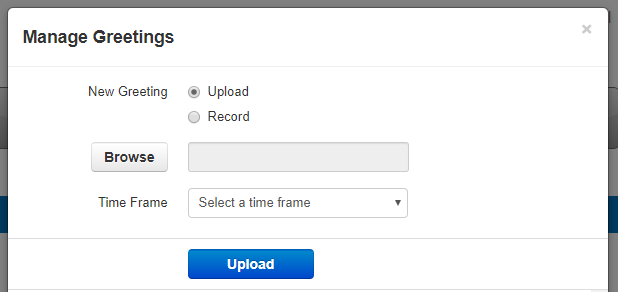 Manage Greetings ×
New Greeting Upload
Record
Browse
Time Frame Select a time frame
Upload